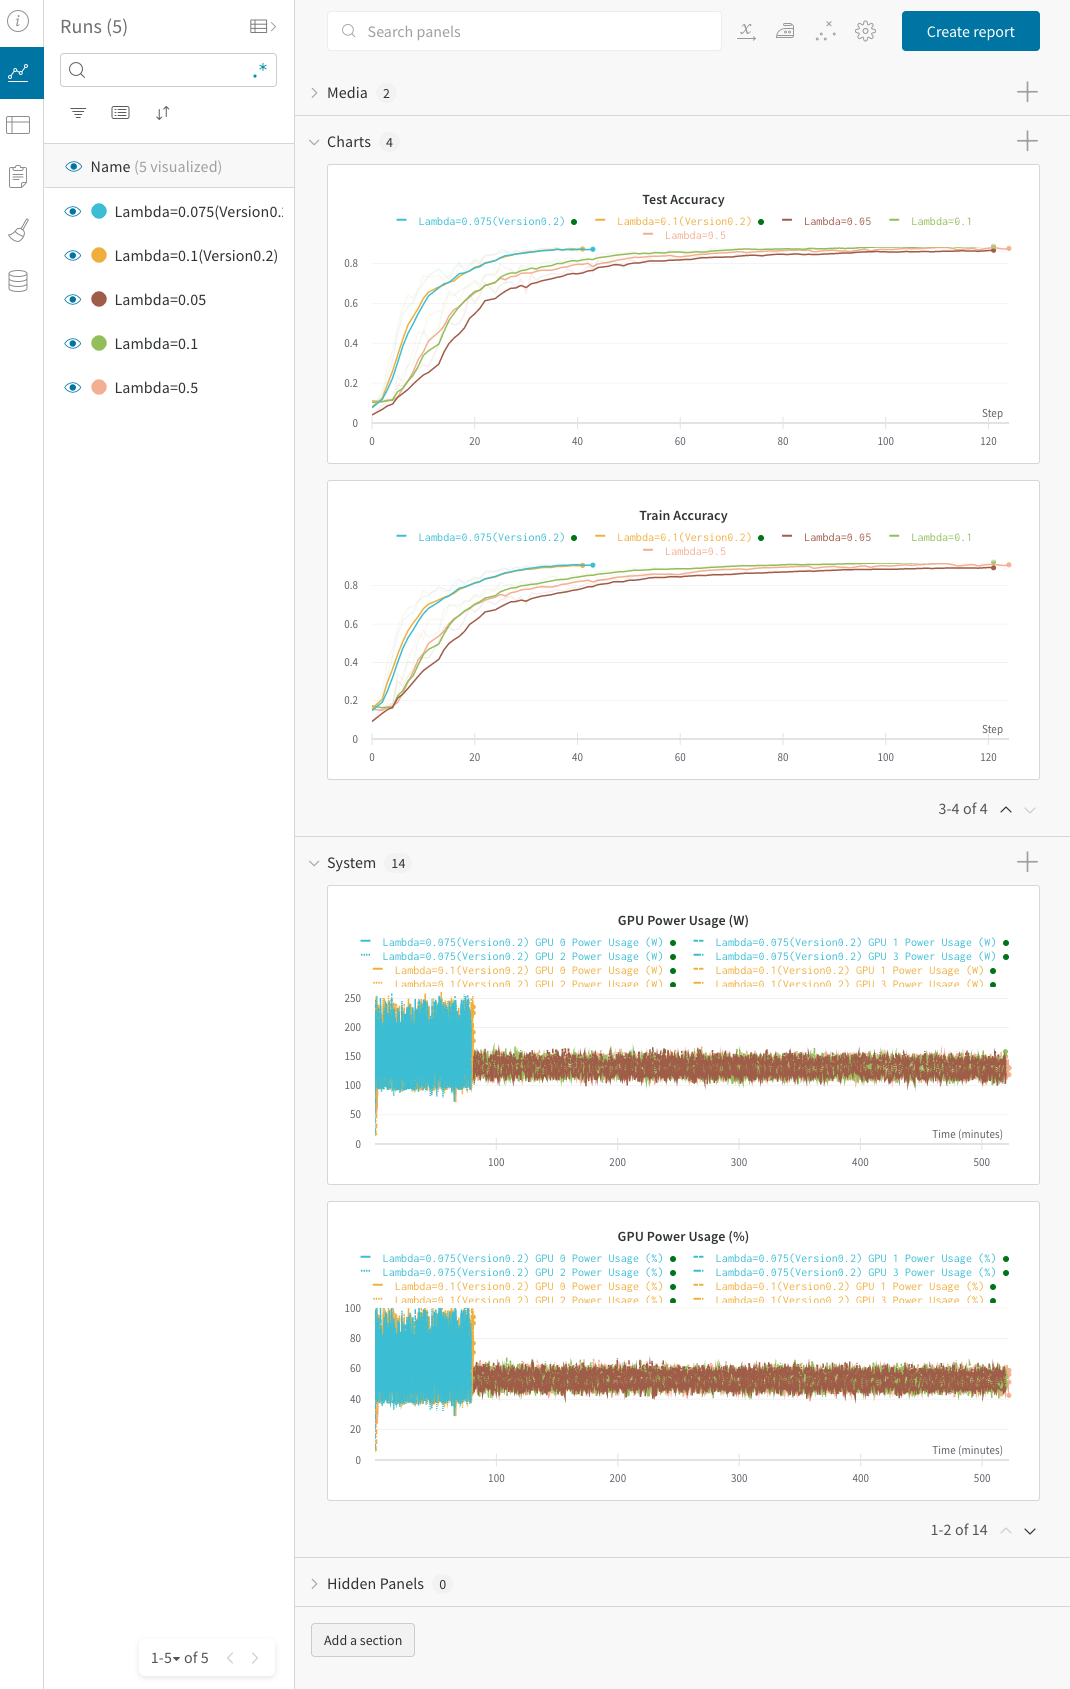 Runs (5)
Name (5 visualized)
Lambda=0.075(Version0.
Lambda=0.1(Version0.2)
Lambda=0.05
Lambda=0.1
Lambda=0.5
1-5 of 5
Search panels
Create report
Media 2
Charts 4
Test Accuracy
Lambda=0.075(Version0.2) Lambda=0.1(Version0.2) Lambda=0.05 Lambda=0.1
Lambda=0.5
0.8
0.6
0.4
0.2
0
Step
0 20 40 60 80 100 120
Train Accuracy
Lambda=0.075(Version0.2) Lambda=0.1(Version0.2) Lambda=0.05 Lambda=0.1
Lambda=0.5
0.8
0.6
0.4
0.2
0
Step
0 20 40 60 80 100 120
3-4 of 4
System 14
GPU Power Usage (W)
Lambda=0.075(Version0.2) GPU 0 Power Usage (W) Lambda=0.075(Version0.2) GPU 1 Power Usage (W)
Lambda=0.075(Version0.2) GPU 2 Power Usage (W) Lambda=0.075(Version0.2) GPU 3 Power Usage (W)
Lambda=0.1(Version0.2) GPU 0 Power Usage (W) Lambda=0.1(Version0.2) GPU 1 Power Usage (W)
Lambda=0.1(Version0.2) GPU 2 Power Usage (W) Lambda=0.1(Version0.2) GPU 3 Power Usage (W)
250
200
150
100
50
0
Time (minutes)
100 200 300 400 500
GPU Power Usage (%)
Lambda=0.075(Version0.2) GPU 0 Power Usage (%) Lambda=0.075(Version0.2) GPU 1 Power Usage (%)
Lambda=0.075(Version0.2) GPU 2 Power Usage (%) Lambda=0.075(Version0.2) GPU 3 Power Usage (%)
Lambda=0.1(Version0.2) GPU 0 Power Usage (%) Lambda=0.1(Version0.2) GPU 1 Power Usage (%)
Lambda=0.1(Version0.2) GPU 2 Power Usage (%) Lambda=0.1(Version0.2) GPU 3 Power Usage (%)
100
80
60
40
20
0
Time (minutes)
100 200 300 400 500
1-2 of 14
Hidden Panels 0
Add a section